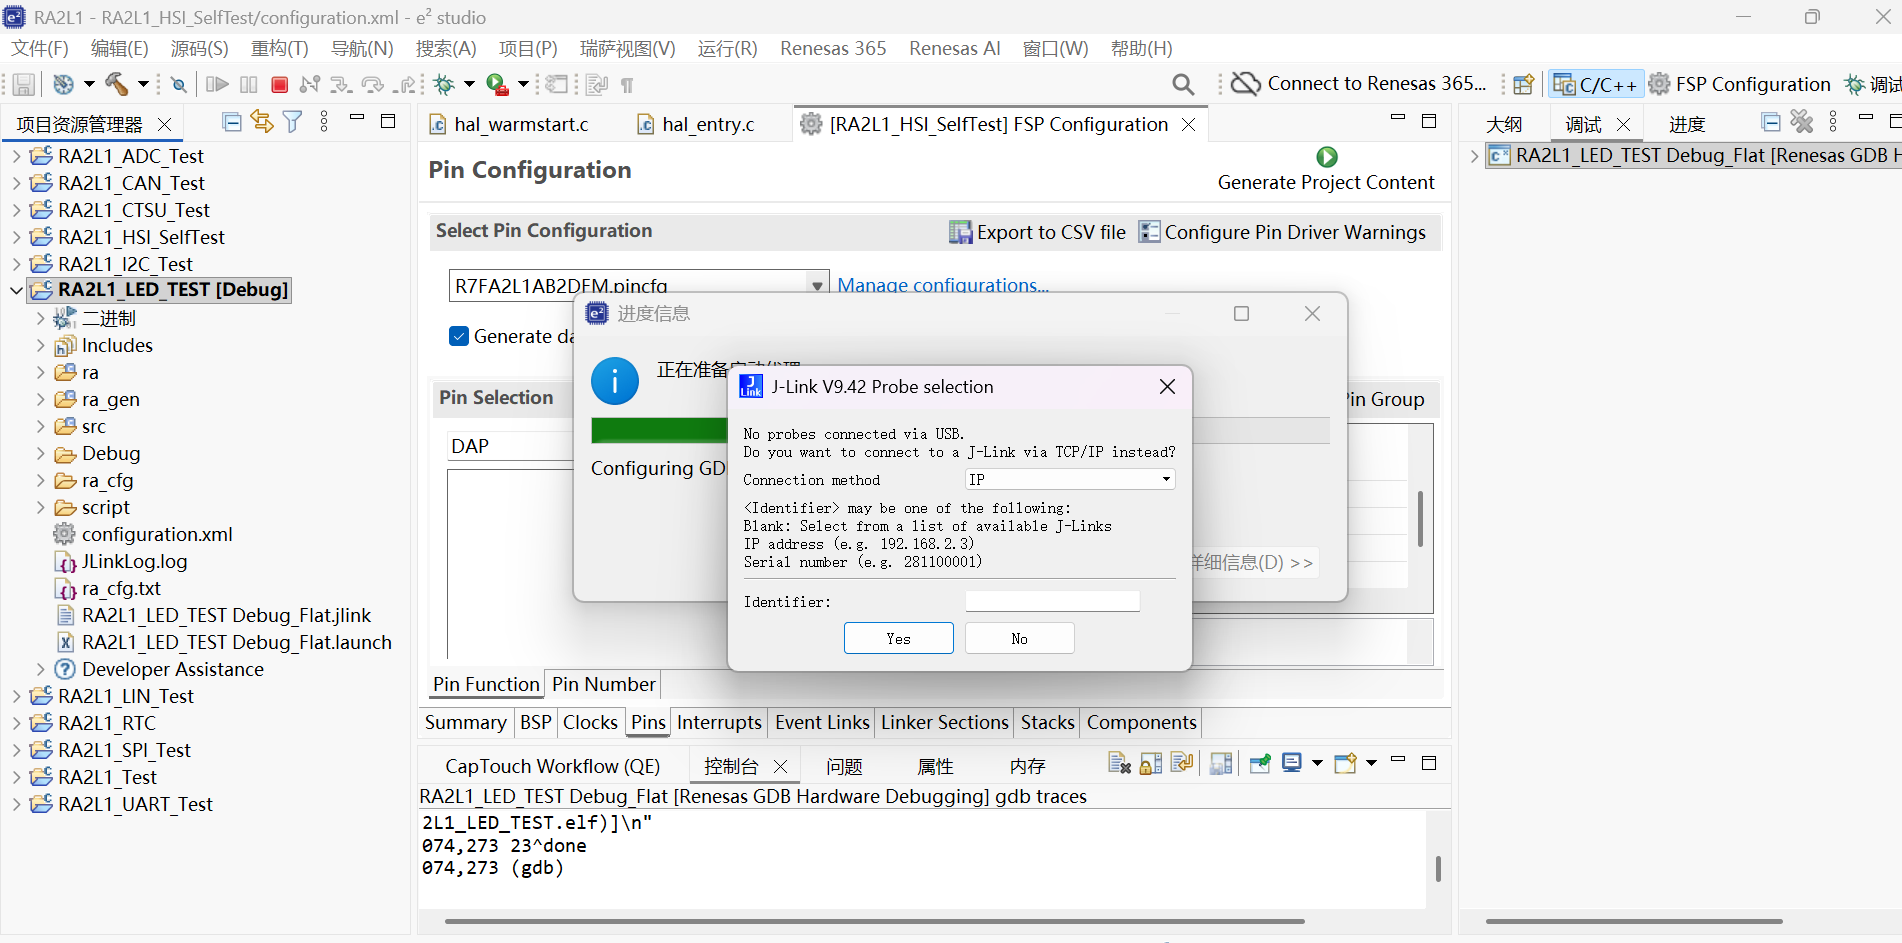 RA2L1 - RA2L1_HSI_SelfTest/configuration.xml - e² studio
文件(F) 编辑(E) 源码(S) 重构(T) 导航(N) 搜索(A) 项目(P) 瑞萨视图(V) 运行(R) Renesas 365 Renesas AI 窗口(W) 帮助(H)
Connect to Renesas 365... C/C++ FSP Configuration 调试
项目资源管理器
RA2L1_ADC_Test
RA2L1_CAN_Test
RA2L1_CTSU_Test
RA2L1_HSI_SelfTest
RA2L1_I2C_Test
RA2L1_LED_TEST [Debug]
二进制
Includes
ra
ra_gen
src
Debug
ra_cfg
script
configuration.xml
JLinkLog.log
ra_cfg.txt
RA2L1_LED_TEST Debug_Flat.jlink
RA2L1_LED_TEST Debug_Flat.launch
Developer Assistance
RA2L1_LIN_Test
RA2L1_RTC
RA2L1_SPI_Test
RA2L1_Test
RA2L1_UART_Test
hal_warmstart.c hal_entry.c [RA2L1_HSI_SelfTest] FSP Configuration
Pin Configuration
Generate Project Content
Select Pin Configuration Export to CSV file Configure Pin Driver Warnings
R7FA2L1AB2DFM.pincfg Manage configurations...
Generate da
Pin Selection Pin Group
DAP
进度信息
正在准备启动代理
Configuring GD
详细信息(D) >>
J-Link V9.42 Probe selection
No probes connected via USB.
Do you want to connect to a J-Link via TCP/IP instead?
Connection method IP
<Identifier> may be one of the following:
Blank: Select from a list of available J-Links
IP address (e.g. 192.168.2.3)
Serial number (e.g. 281100001)
Identifier:
Yes No
Pin Function Pin Number
Summary BSP Clocks Pins Interrupts Event Links Linker Sections Stacks Components
CapTouch Workflow (QE) 控制台 问题 属性 内存
RA2L1_LED_TEST Debug_Flat [Renesas GDB Hardware Debugging] gdb traces
2L1_LED_TEST.elf)]\n"
074,273 23^done
074,273 (gdb)
大纲 调试 进度
RA2L1_LED_TEST Debug_Flat [Renesas GDB H